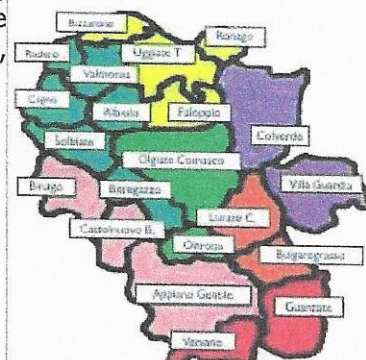 e
,
Bizzarone
Ronago
Uggiate T.
Rodero
Valmorea
Cagno
Albiolo
Faloppio
Solbiate
Colverde
Olgiate Comasco
Binago
Beregazzo
Villa Guardia
Castelnuovo B.
Lurate C.
Oltrona
Bulgarograsso
Appiano Gentile
Guanzate
Veniano